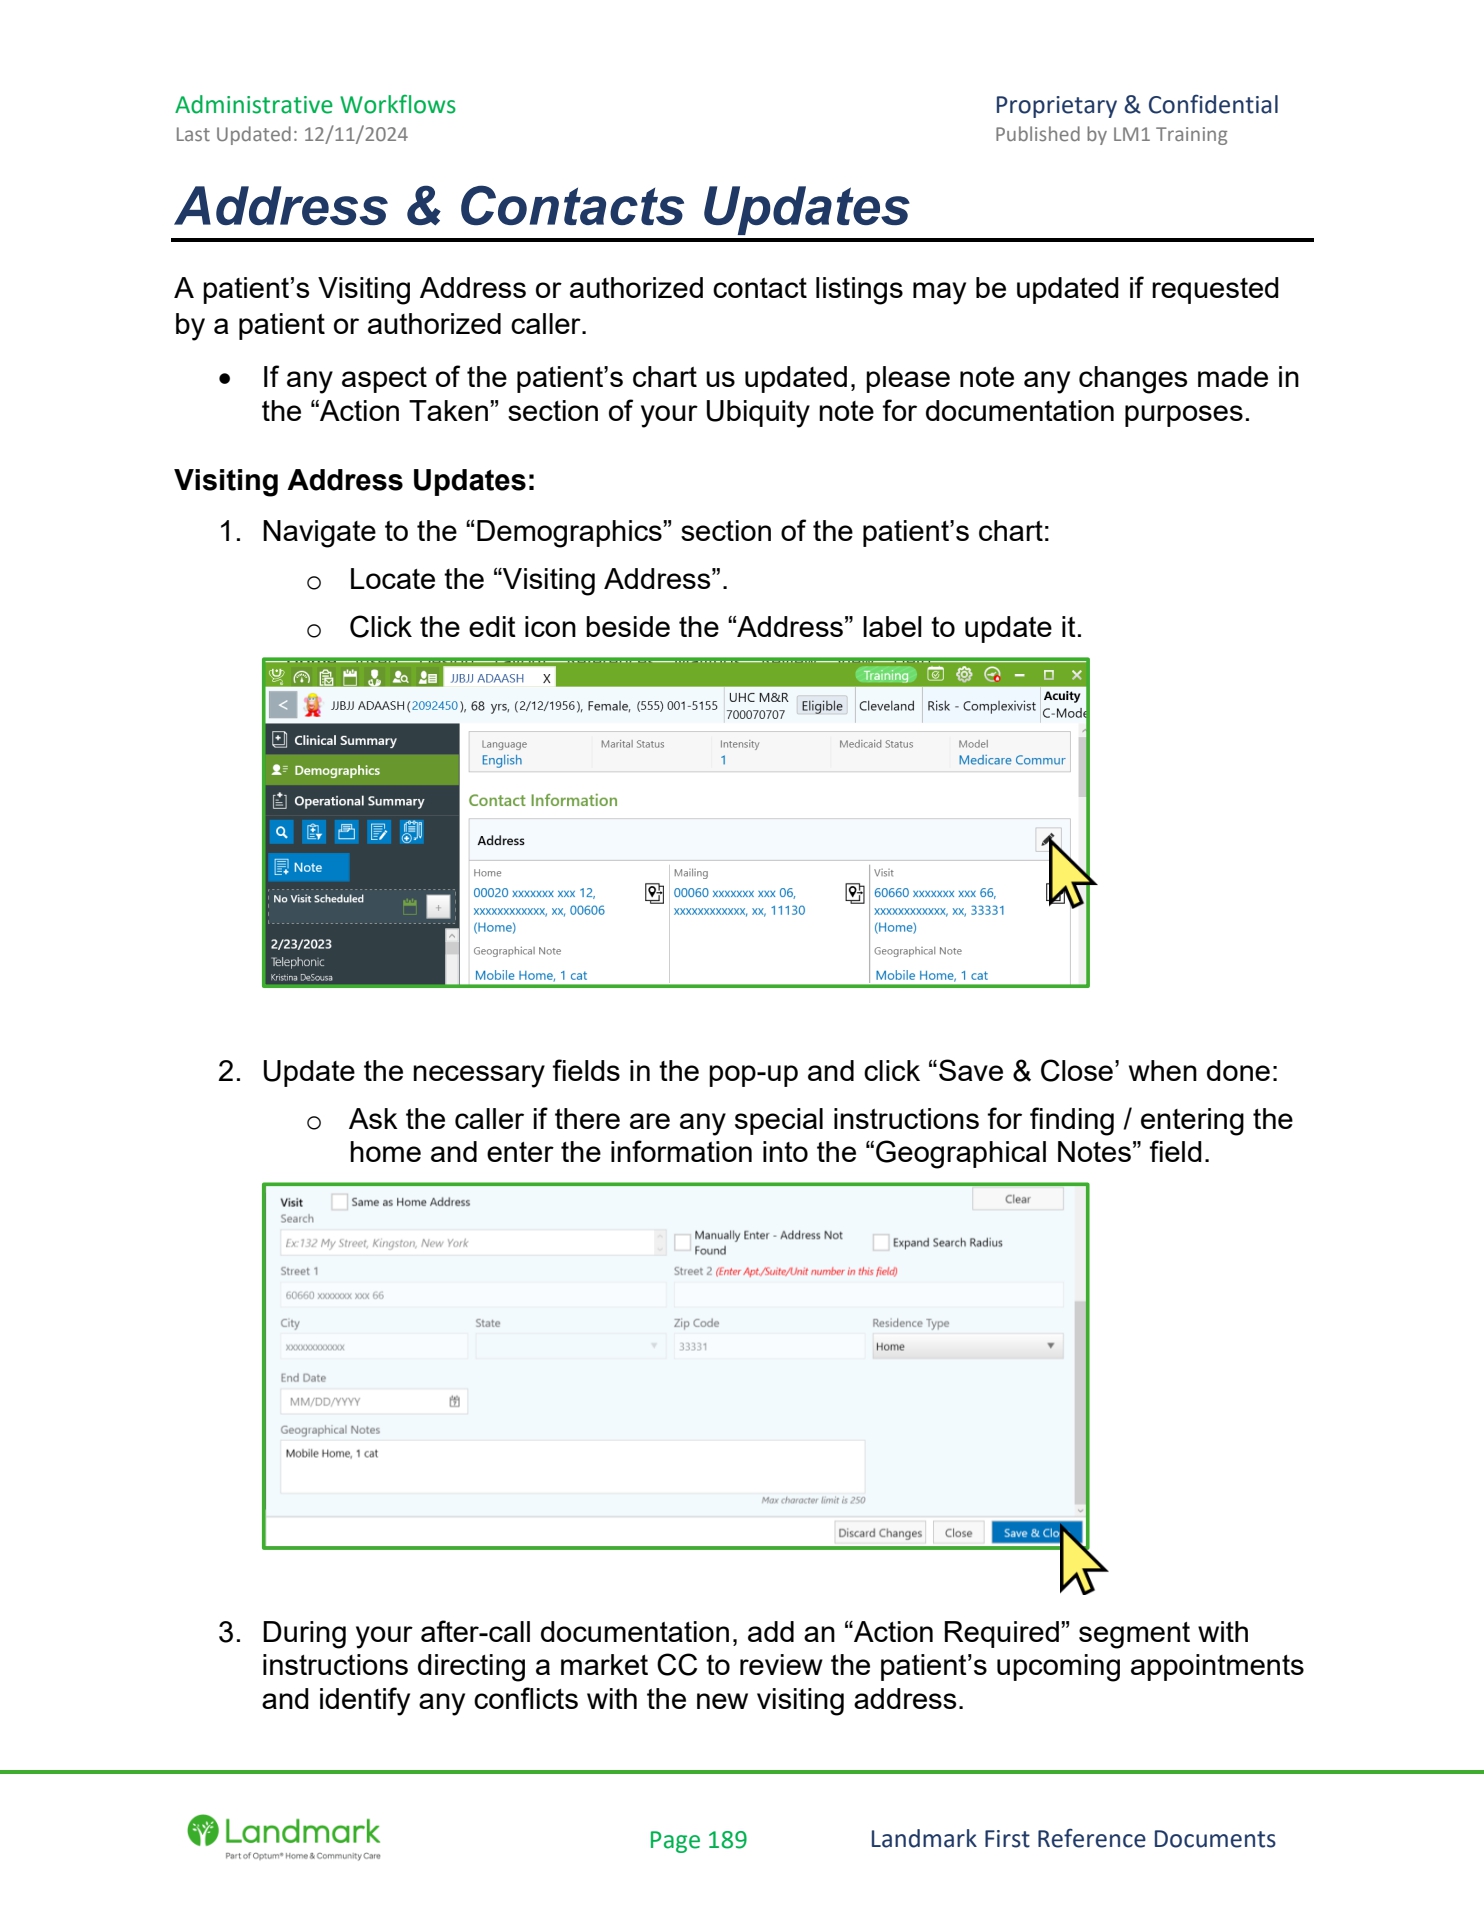 Administrative Workflows
Proprietary & Confidential
Last Updated: 12/11/2024
Published by LM1 Training
Address & Contacts Updates
A patient’s Visiting Address or authorized contact listings may be updated if requested
by a patient or authorized caller.
• If any aspect of the patient’s chart us updated, please note any changes made in
the “Action Taken” section of your Ubiquity note for documentation purposes.
Visiting Address Updates:
1. Navigate to the “Demographics” section of the patient’s chart:
o Locate the “Visiting Address”.
o Click the edit icon beside the “Address” label to update it.
JJBJJ ADAASH X
Training
< JJBJJ ADAASH (2092450), 68 yrs, (2/12/1956), Female, (555) 001-5155
UHC M&R
700070707
Eligible
Cleveland
Risk - Complexivist
Acuity
C-Mode
Clinical Summary
Demographics
Operational Summary
Note
No Visit Scheduled
+
2/23/2023
Telephonic
Kristina DeSousa
Language
English
Marital Status
Intensity
1
Medicaid Status
Model
Medicare Commur
Contact Information
Address
Home
00020 xxxxxxx xxx 12,
xxxxxxxxxxxx, xx, 00606
(Home)
Geographical Note
Mobile Home, 1 cat
Mailing
00060 xxxxxxx xxx 06,
xxxxxxxxxxxx, xx, 11130
Visit
60660 xxxxxxx xxx 66,
xxxxxxxxxxxx, xx, 33331
(Home)
Geographical Note
Mobile Home, 1 cat
2. Update the necessary fields in the pop-up and click “Save & Close’ when done:
o Ask the caller if there are any special instructions for finding / entering the
home and enter the information into the “Geographical Notes” field.
Visit Same as Home Address
Clear
Search
Ex:132 My Street, Kingston, New York
Manually Enter - Address Not
Found
Expand Search Radius
Street 1
Street 2 (Enter Apt./Suite/Unit number in this field)
60660 xxxxxxx xxx 66
City
State
Zip Code
Residence Type
xxxxxxxxxxxx
33331
Home
End Date
MM/DD/YYYY
Geographical Notes
Mobile Home, 1 cat
Max character limit is 250
Discard Changes
Close
Save & Clo
3. During your after-call documentation, add an “Action Required” segment with
instructions directing a market CC to review the patient’s upcoming appointments
and identify any conflicts with the new visiting address.
Landmark
Part of Optum® Home & Community Care
Page 189
Landmark First Reference Documents